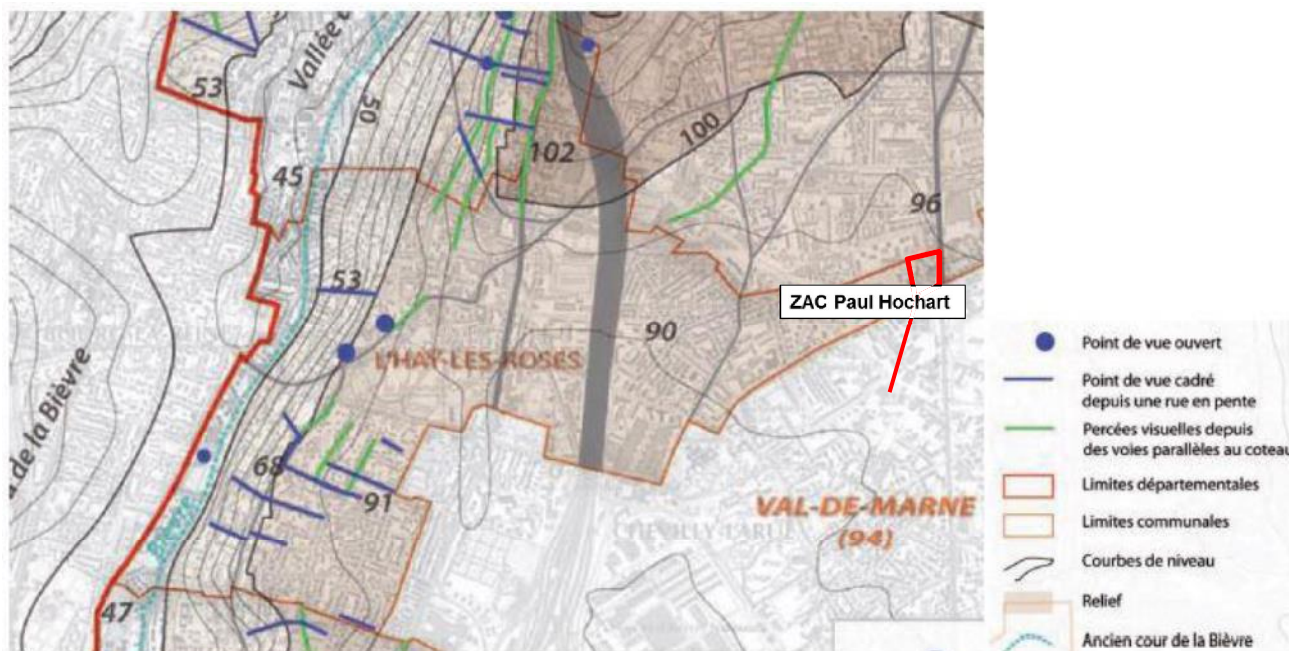 53
Vallée
50
45
102
100
96
53
ZAC Paul Hochart
90
L'HAY-LES-ROSES
de la Bièvre
68
91
Bièvre
VAL-DE-MARNE
(94)
CHEVILLY-LARUE
47
Point de vue ouvert
Point de vue cadré
depuis une rue en pente
Percées visuelles depuis
des voies parallèles au coteau
Limites départementales
Limites communales
Courbes de niveau
Relief
Ancien cour de la Bièvre